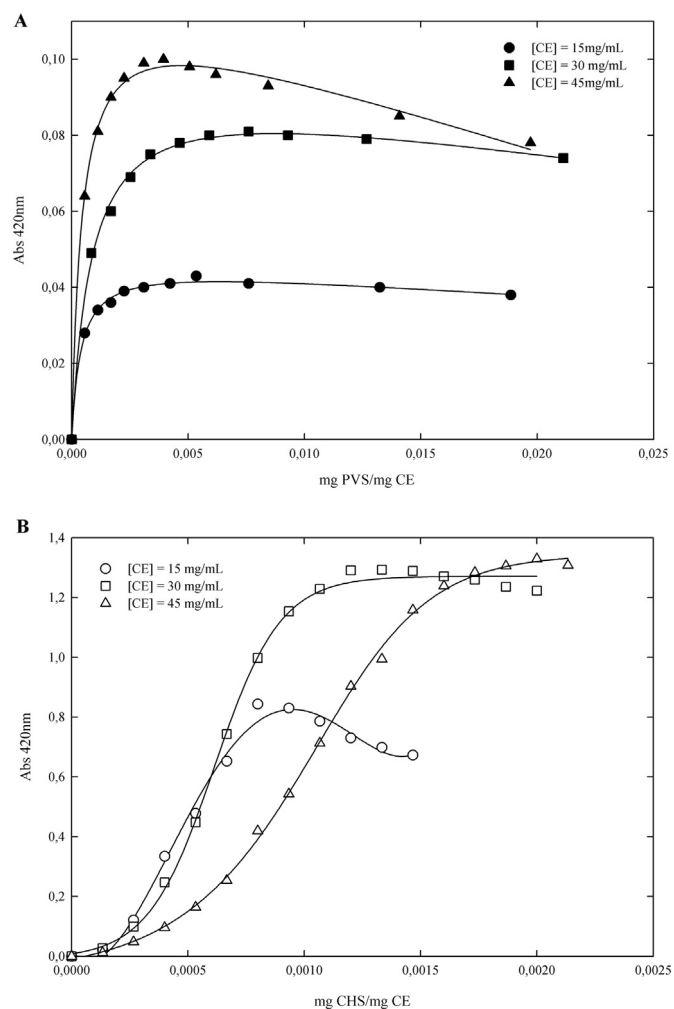 A
[CE] = 15mg/mL
[CE] = 30 mg/mL
[CE] = 45mg/mL
0,10
0,08
0,06
0,04
0,02
0,00
Abs 420nm
0,000 0,005 0,010 0,015 0,020 0,025
mg PVS/mg CE
B
[CE] = 15 mg/mL
[CE] = 30 mg/mL
[CE] = 45 mg/mL
1,4
1,2
1,0
0,8
0,6
0,4
0,2
0,0
Abs 420nm
0,0000 0,0005 0,0010 0,0015 0,0020 0,0025
mg CHS/mg CE